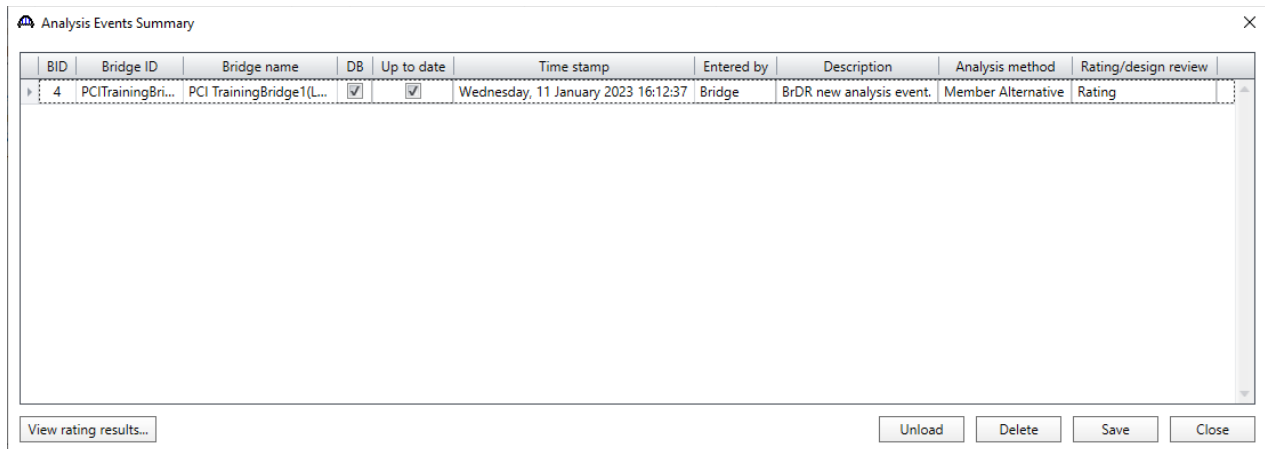 Analysis Events Summary
BID Bridge ID Bridge name DB Up to date Time stamp Entered by Description Analysis method Rating/design review
4 PCITrainingBri... PCI TrainingBridge1(L... Wednesday, 11 January 2023 16:12:37 Bridge BrDR new analysis event. Member Alternative Rating
View rating results... Unload Delete Save Close